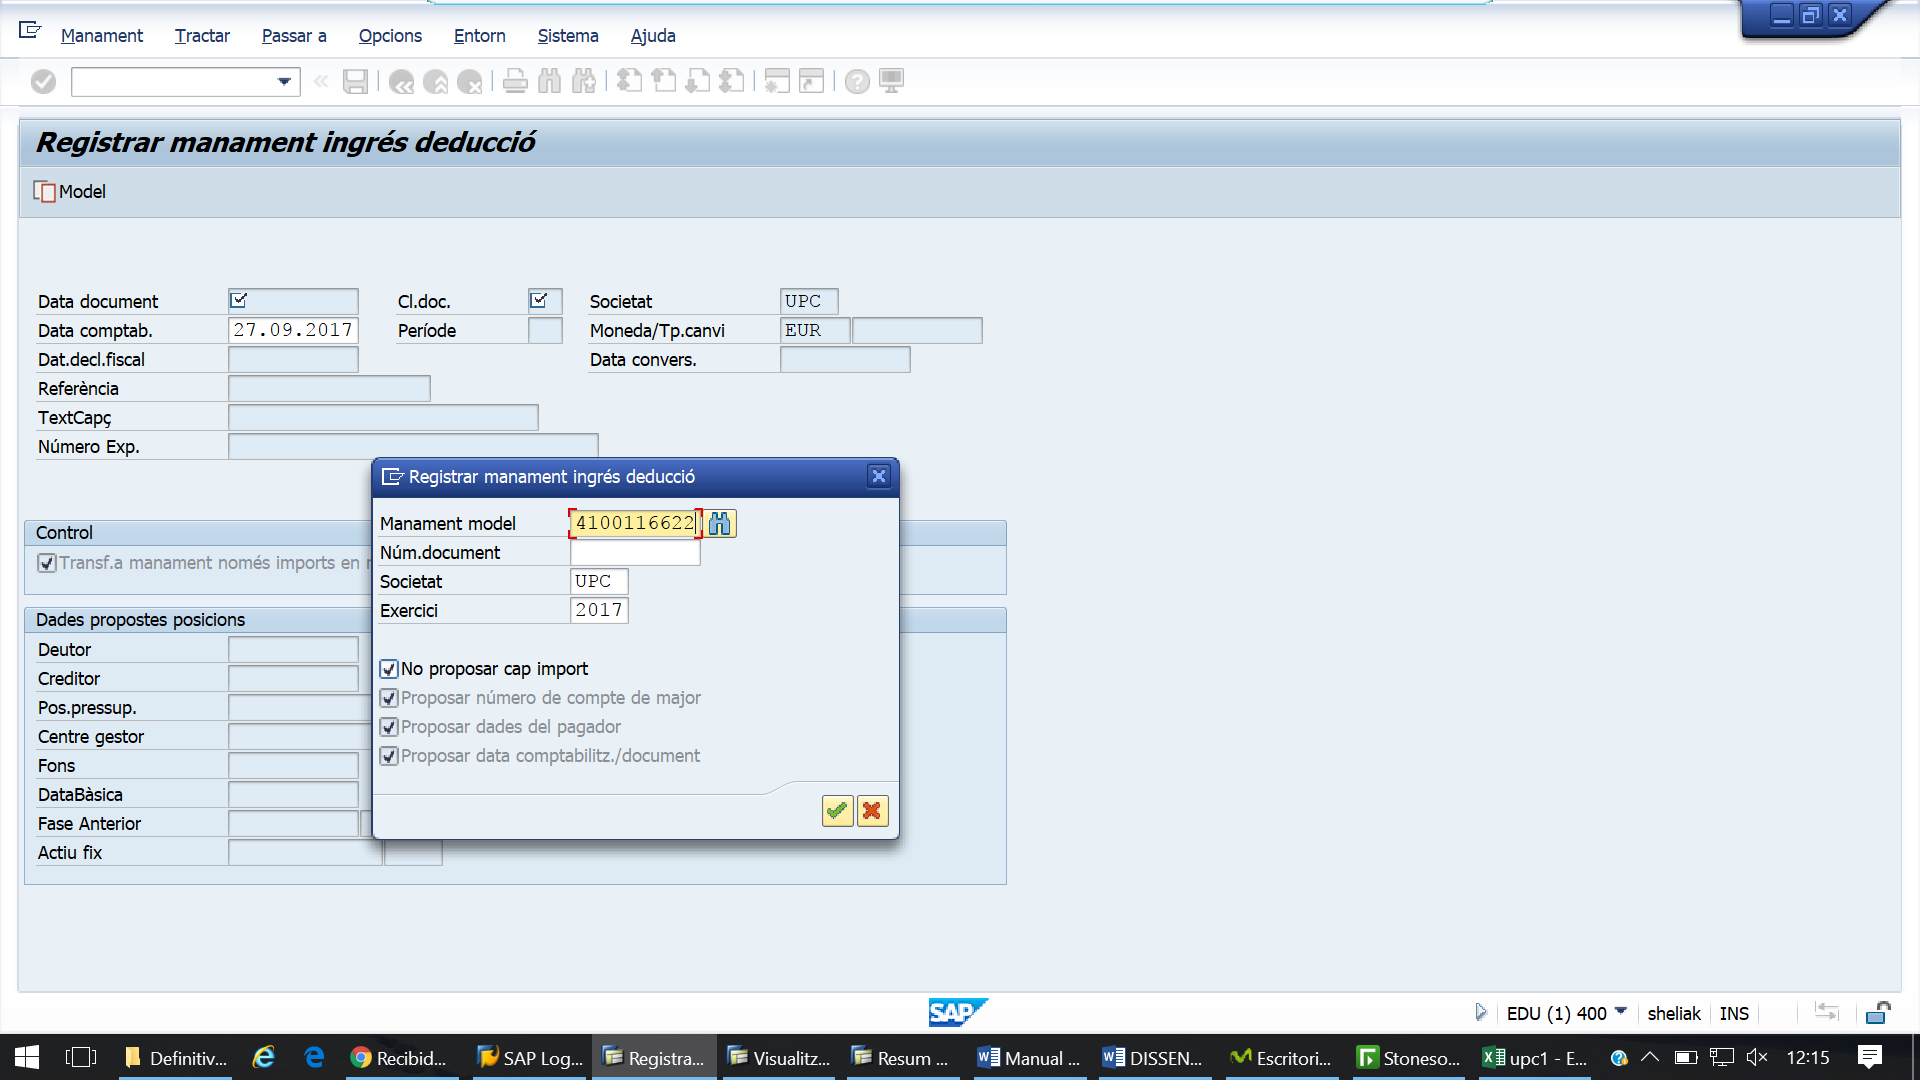 Manament Tractar Passar a Opcions Entorn Sistema Ajuda
Registrar manament ingrés deducció
Model
Data document Cl.doc. Societat UPC
Data comptab. 27.09.2017 Període Moneda/Tp.canvi EUR
Dat.decl.fiscal Data convers.
Referència
TextCapç
Número Exp.
Control
Transf.a manament només imports en
Dades propostes posicions
Deutor
Creditor
Pos.pressup.
Centre gestor
Fons
DataBàsica
Fase Anterior
Actiu fix
Registrar manament ingrés deducció
Manament model 4100116622
Núm.document
Societat UPC
Exercici 2017
No proposar cap import
Proposar número de compte de major
Proposar dades del pagador
Proposar data comptabilitz./document
SAP
EDU (1) 400 sheliak INS
Definitiv... Recibid... SAP Log... Registra... Visualitz... Resum ... Manual ... DISSEN... Escritori... Stoneso... upc1 - E... 12:15